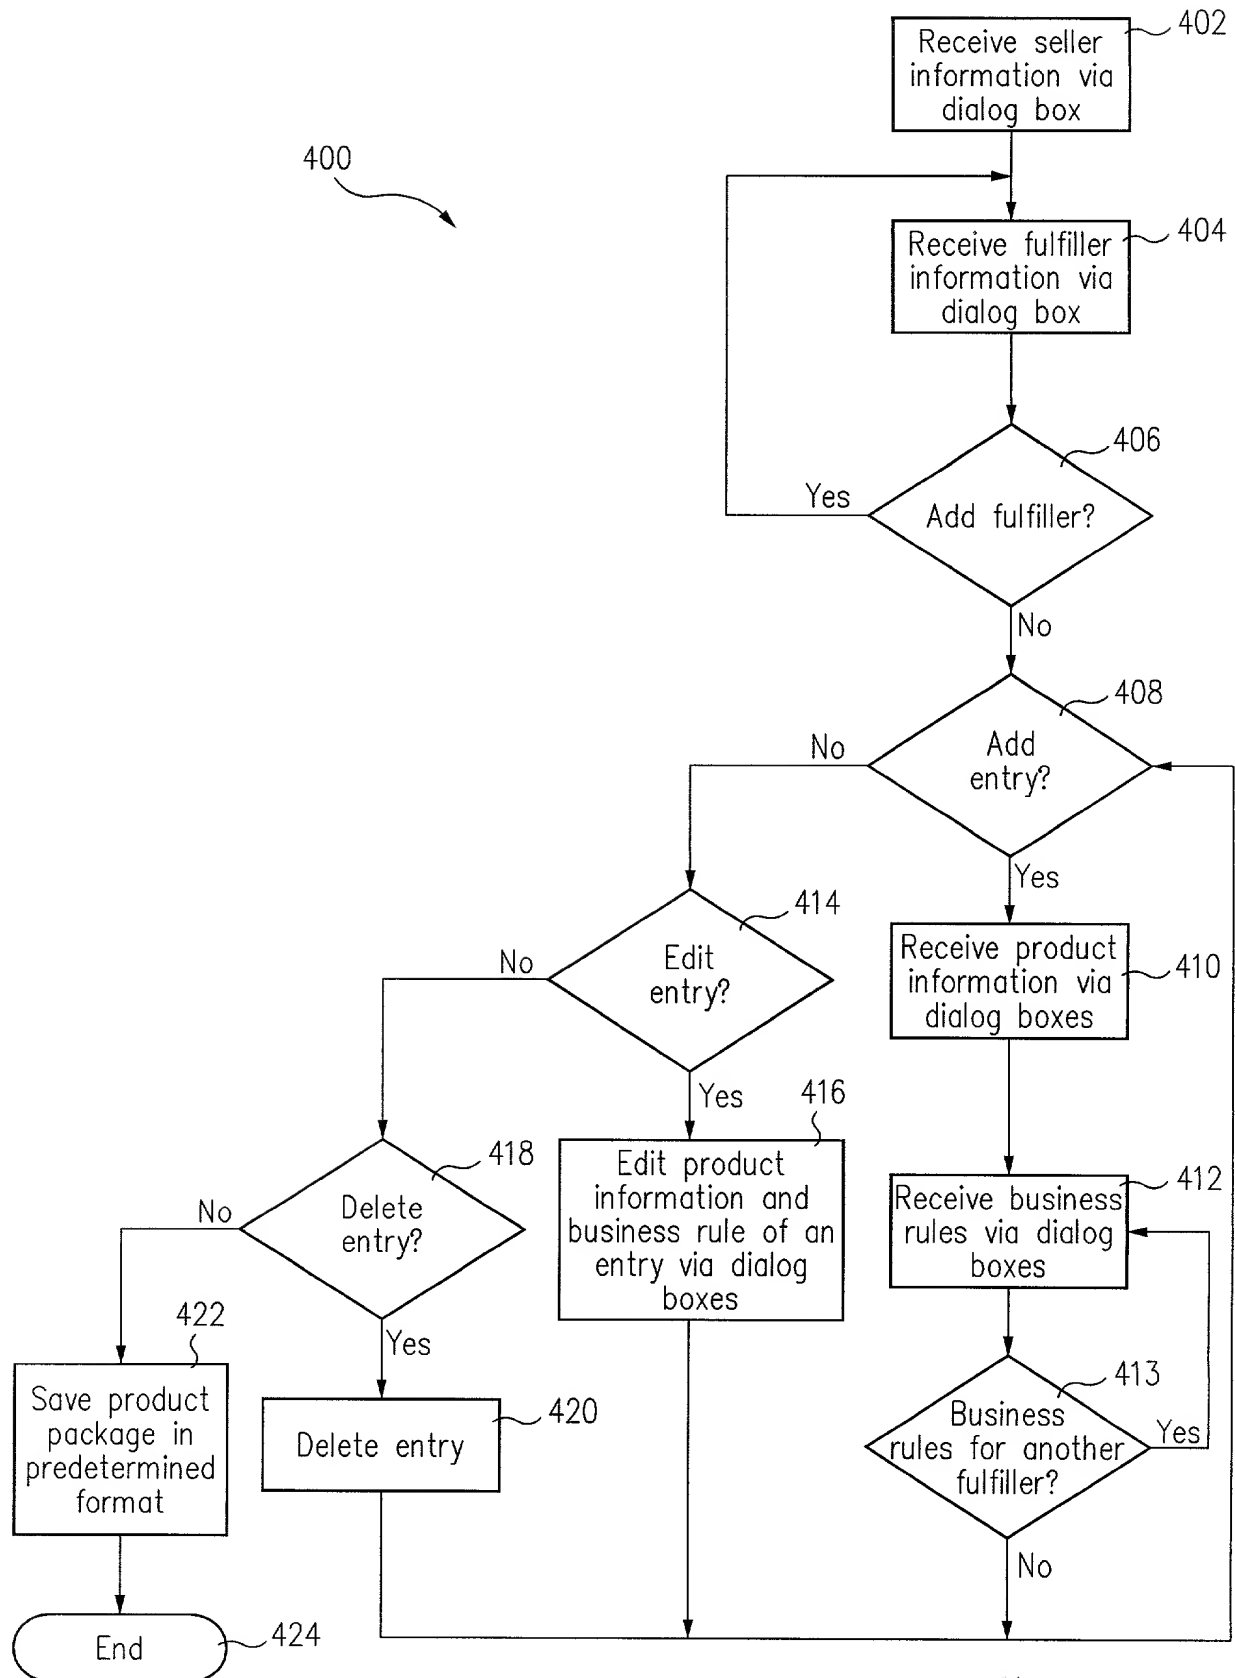 402
Receive seller
information via
dialog box
400
404
Receive fulfiller
information via
dialog box
406
Yes
Add fulfiller?
No
408
No
Add
entry?
Yes
414
No
Edit
entry?
Receive product
information via
dialog boxes
410
Yes
416
418
Edit product
information and
business rule of an
entry via dialog
boxes
412
Receive business
rules via dialog
boxes
No
Delete
entry?
422
Yes
413
Save product
package in
predetermined
format
420
Delete entry
Business
rules for another
fulfiller?
Yes
No
End
424